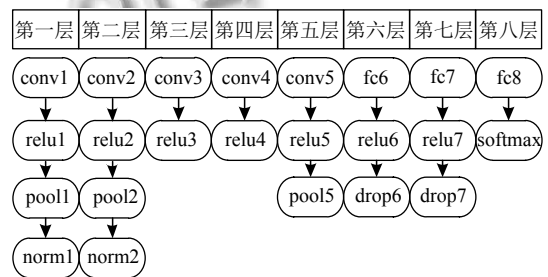 第一层 第二层 第三层 第四层 第五层 第六层 第七层 第八层
conv1 conv2 conv3 conv4 conv5 fc6 fc7 fc8
relu1 relu2 relu3 relu4 relu5 relu6 relu7 softmax
pool1 pool2 pool5 drop6 drop7
norm1 norm2